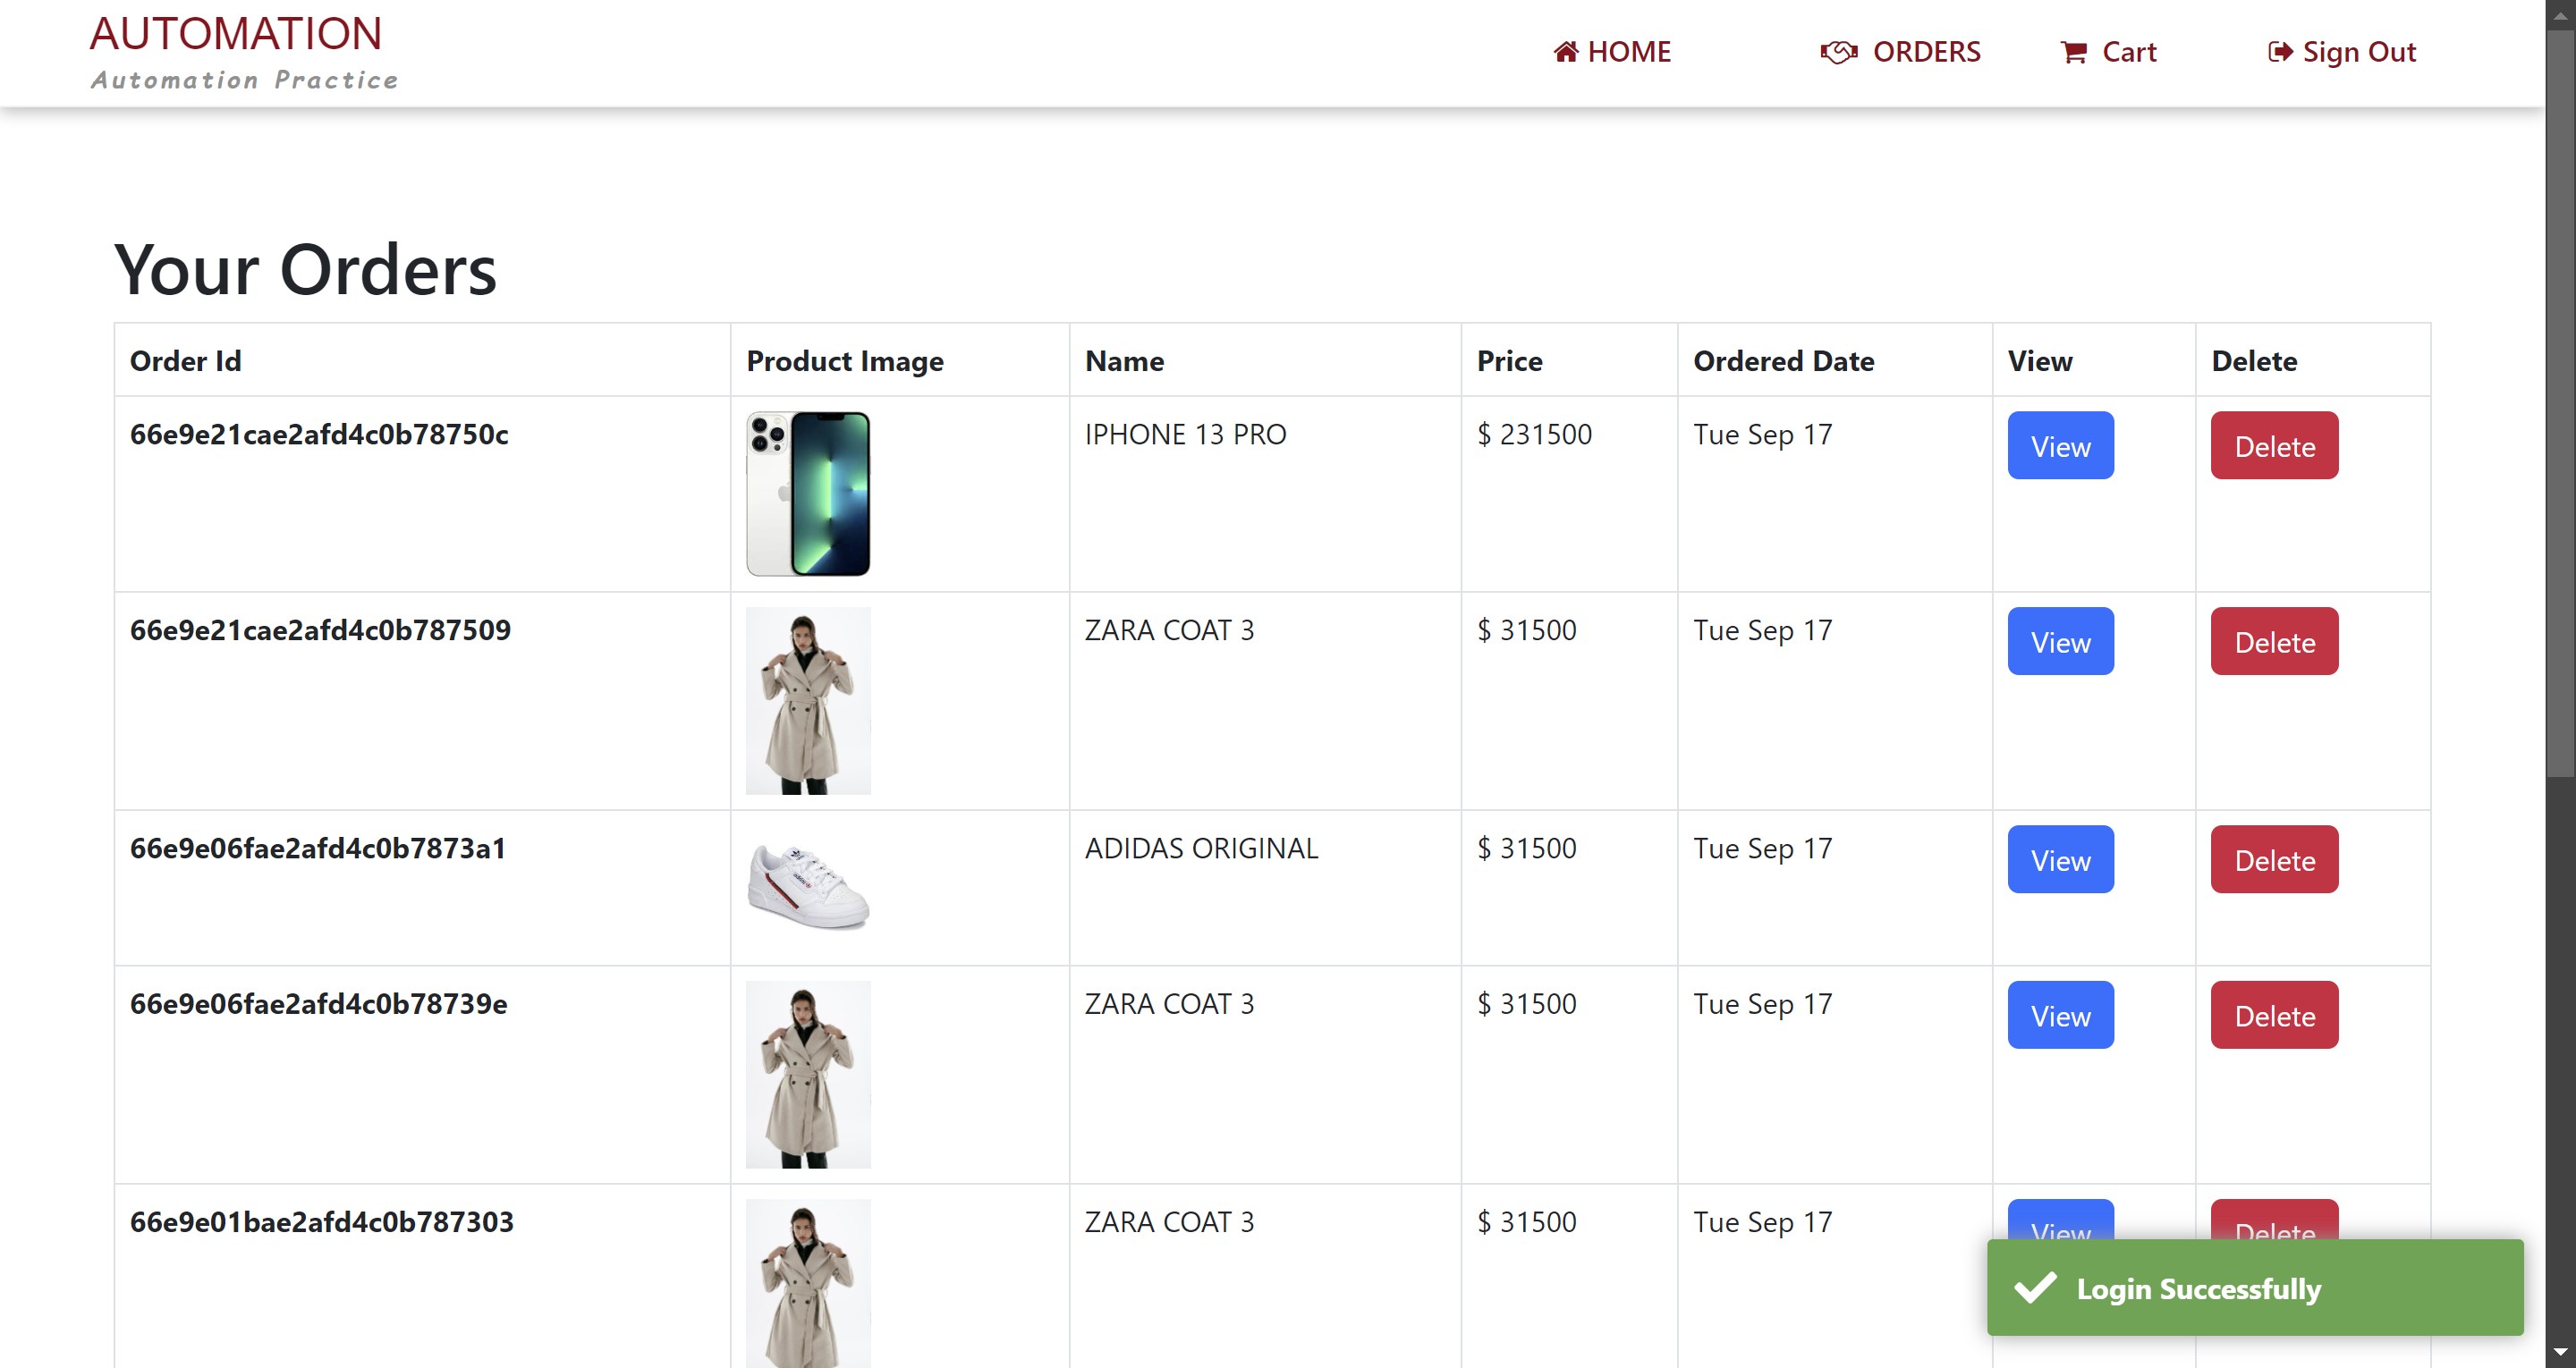 AUTOMATION
Automation Practice
HOME
ORDERS
Cart
Sign Out
Your Orders
Order Id Product Image Name Price Ordered Date View Delete
66e9e21cae2afd4c0b78750c IPHONE 13 PRO $ 231500 Tue Sep 17 View Delete
66e9e21cae2afd4c0b787509 ZARA COAT 3 $ 31500 Tue Sep 17 View Delete
66e9e06fae2afd4c0b7873a1 ADIDAS ORIGINAL $ 31500 Tue Sep 17 View Delete
66e9e06fae2afd4c0b78739e ZARA COAT 3 $ 31500 Tue Sep 17 View Delete
66e9e01bae2afd4c0b787303 ZARA COAT 3 $ 31500 Tue Sep 17 View Delete
Login Successfully